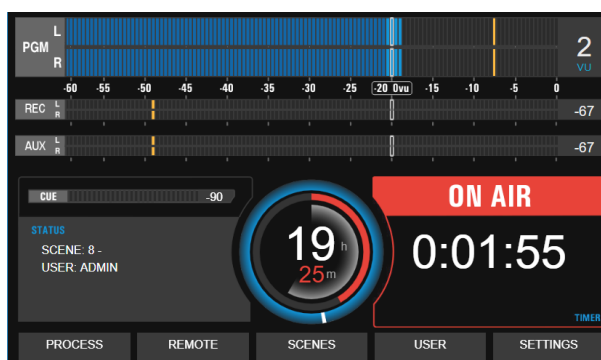 L
PGM
R
2
VU
-60 -55 -50 -45 -40 -35 -30 -25 -20 0vu -15 -10 -5 0
REC L R -67
AUX L R -67
CUE -90
STATUS
SCENE: 8 -
USER: ADMIN
19 h
25 m
ON AIR
0:01:55
TIMER
PROCESS REMOTE SCENES USER SETTINGS